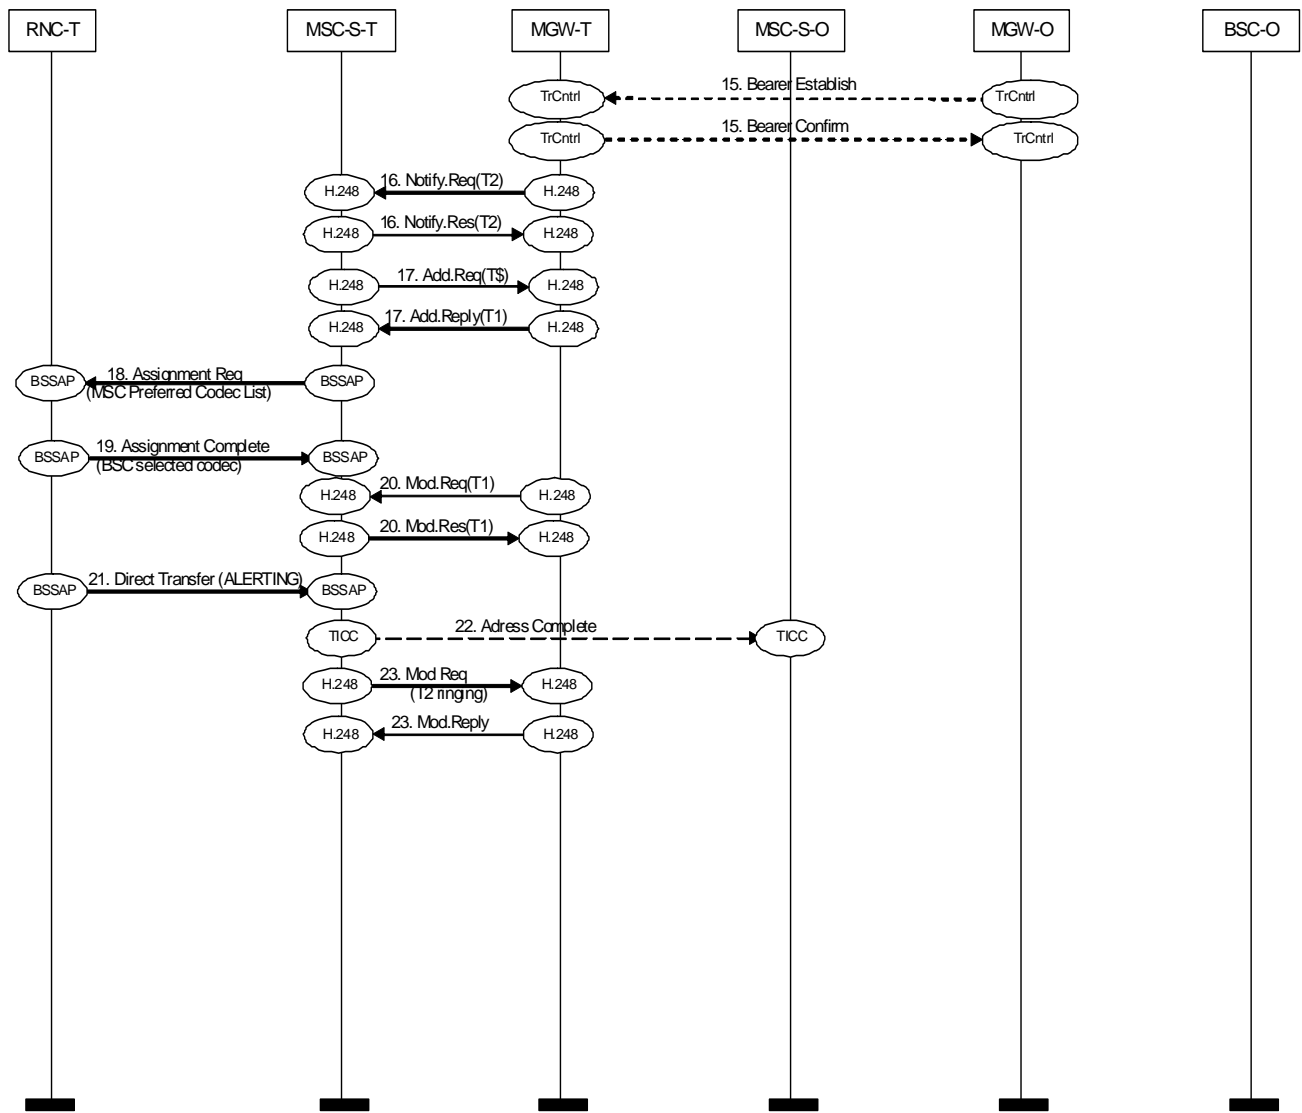 RNC-T MSC-S-T MGW-T MSC-S-O MGW-O BSC-O
15. Bearer Establish
TrCntrl TrCntrl
15. Bearer Confirm
TrCntrl TrCntrl
16. Notify.Req(T2)
H.248 H.248
16. Notify.Res(T2)
H.248 H.248
17. Add.Req(T$)
H.248 H.248
17. Add.Reply(T1)
H.248 H.248
18. Assignment Req
BSSAP BSSAP
(MSC Preferred Codec List)
19. Assignment Complete
BSSAP BSSAP
(BSC selected codec)
20. Mod.Req(T1)
H.248 H.248
20. Mod.Res(T1)
H.248 H.248
21. Direct Transfer (ALERTING)
BSSAP BSSAP
22. Adress Complete
TICC TICC
23. Mod Req
H.248 H.248
(T2 ringing)
23. Mod.Reply
H.248 H.248